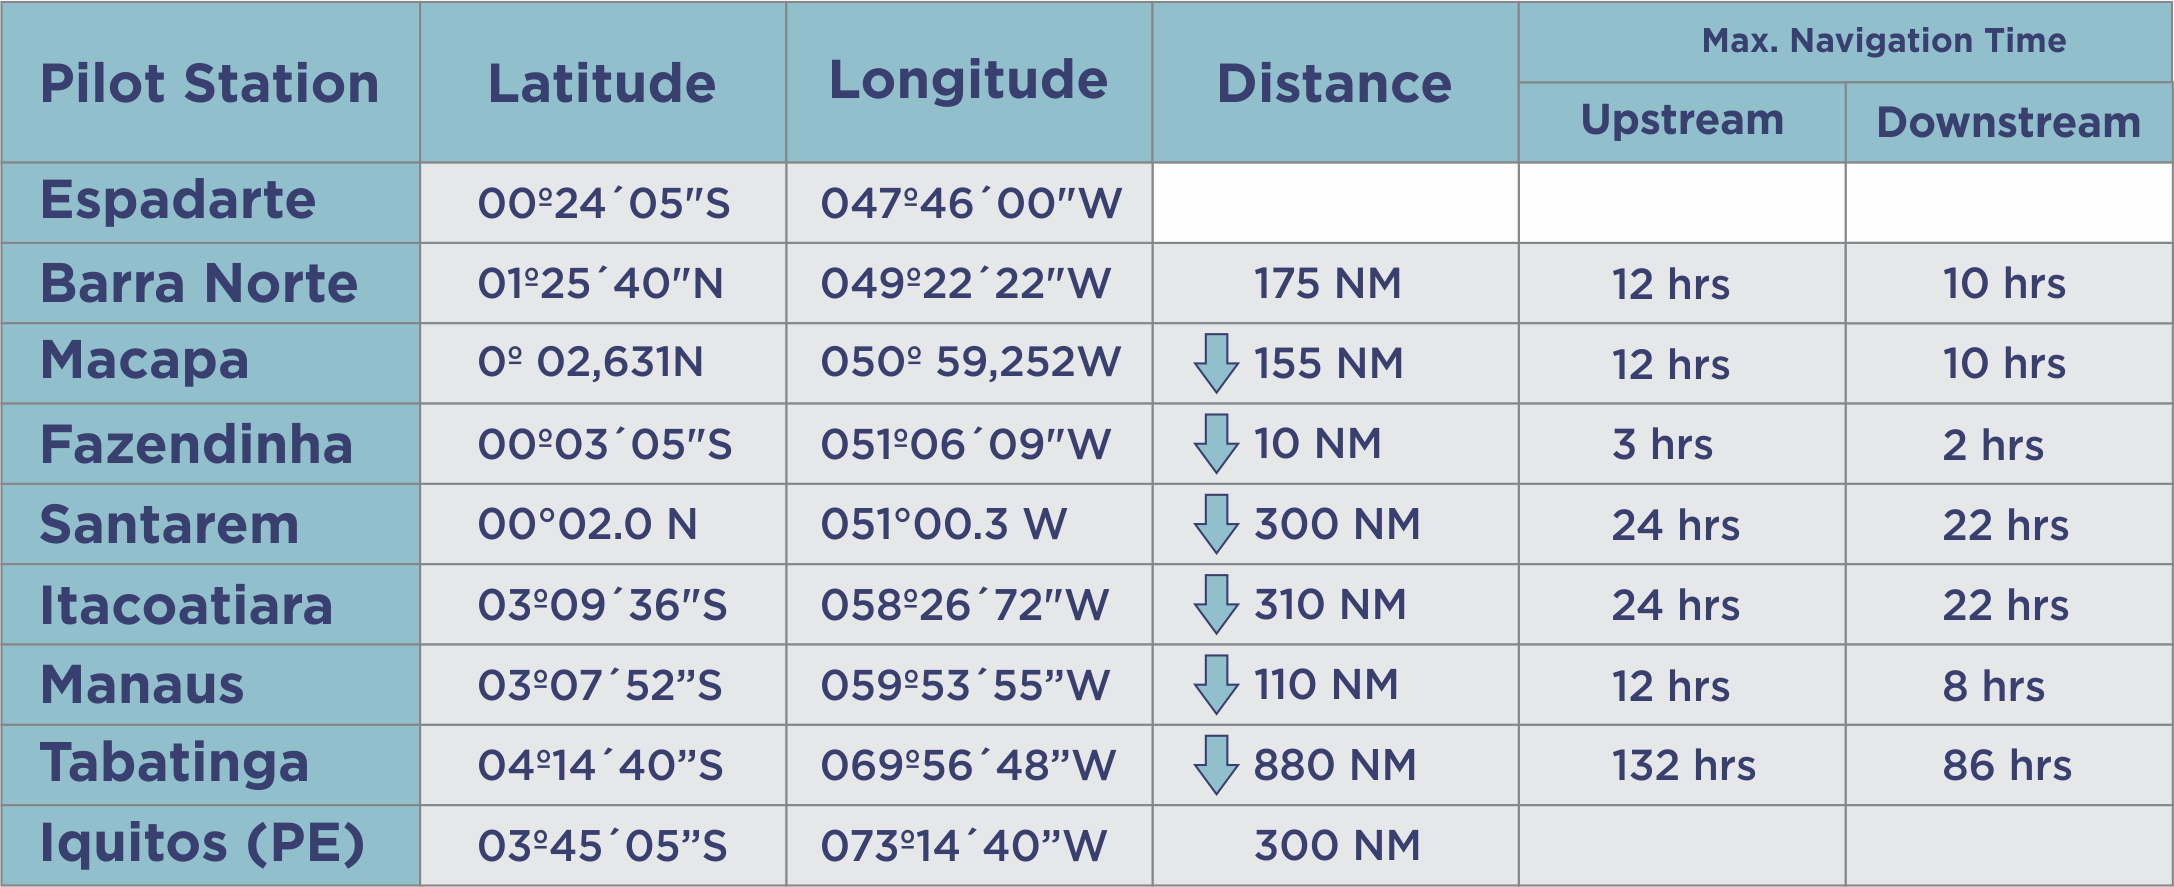 Pilot Station Latitude Longitude Distance Max. Navigation Time
Upstream Downstream
Espadarte 00º24´05"S 047º46´00"W
Barra Norte 01º25´40"N 049º22´22"W 175 NM 12 hrs 10 hrs
Macapa 0º 02,631N 050º 59,252W 155 NM 12 hrs 10 hrs
Fazendinha 00º03´05"S 051º06´09"W 10 NM 3 hrs 2 hrs
Santarem 00°02.0 N 051°00.3 W 300 NM 24 hrs 22 hrs
Itacoatiara 03º09´36"S 058º26´72"W 310 NM 24 hrs 22 hrs
Manaus 03º07´52”S 059º53´55”W 110 NM 12 hrs 8 hrs
Tabatinga 04º14´40”S 069º56´48”W 880 NM 132 hrs 86 hrs
Iquitos (PE) 03º45´05”S 073º14´40”W 300 NM